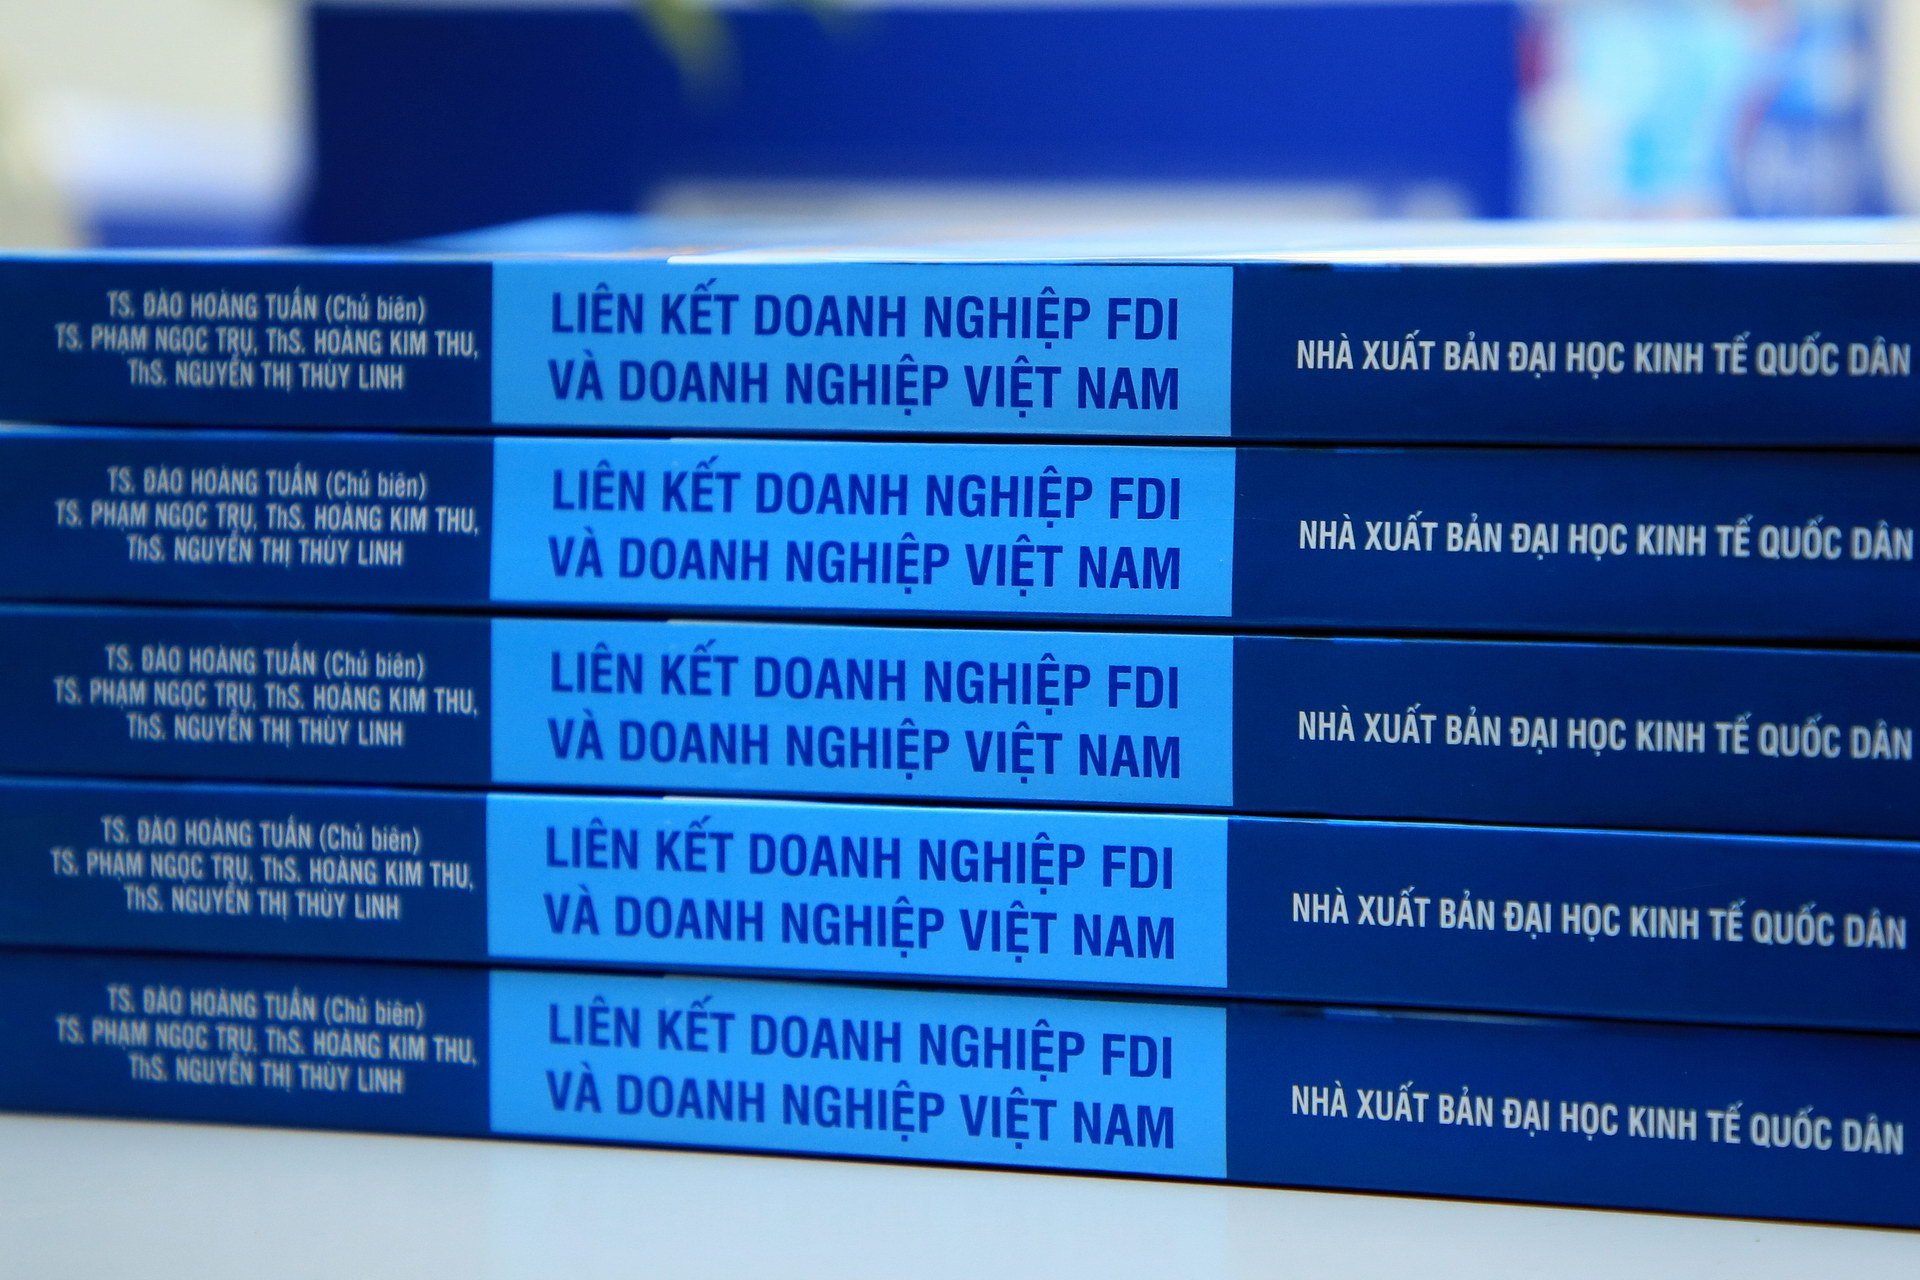 TS. ĐÀO HOÀNG TUẤN (Chủ biên)
TS. PHẠM NGỌC TRỤ, ThS. HOÀNG KIM THU,
ThS. NGUYỄN THỊ THÙY LINH
LIÊN KẾT DOANH NGHIỆP FDI
VÀ DOANH NGHIỆP VIỆT NAM
NHÀ XUẤT BẢN ĐẠI HỌC KINH TẾ QUỐC DÂN
TS. ĐÀO HOÀNG TUẤN (Chủ biên)
TS. PHẠM NGỌC TRỤ, ThS. HOÀNG KIM THU,
ThS. NGUYỄN THỊ THÙY LINH
LIÊN KẾT DOANH NGHIỆP FDI
VÀ DOANH NGHIỆP VIỆT NAM
NHÀ XUẤT BẢN ĐẠI HỌC KINH TẾ QUỐC DÂN
TS. ĐÀO HOÀNG TUẤN (Chủ biên)
TS. PHẠM NGỌC TRỤ, ThS. HOÀNG KIM THU,
ThS. NGUYỄN THỊ THÙY LINH
LIÊN KẾT DOANH NGHIỆP FDI
VÀ DOANH NGHIỆP VIỆT NAM
NHÀ XUẤT BẢN ĐẠI HỌC KINH TẾ QUỐC DÂN
TS. ĐÀO HOÀNG TUẤN (Chủ biên)
TS. PHẠM NGỌC TRỤ, ThS. HOÀNG KIM THU,
ThS. NGUYỄN THỊ THÙY LINH
LIÊN KẾT DOANH NGHIỆP FDI
VÀ DOANH NGHIỆP VIỆT NAM
NHÀ XUẤT BẢN ĐẠI HỌC KINH TẾ QUỐC DÂN
TS. ĐÀO HOÀNG TUẤN (Chủ biên)
TS. PHẠM NGỌC TRỤ, ThS. HOÀNG KIM THU,
ThS. NGUYỄN THỊ THÙY LINH
LIÊN KẾT DOANH NGHIỆP FDI
VÀ DOANH NGHIỆP VIỆT NAM
NHÀ XUẤT BẢN ĐẠI HỌC KINH TẾ QUỐC DÂN